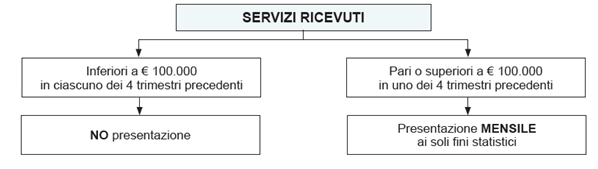 SERVIZI RICEVUTI
Inferiori a € 100.000
in ciascuno dei 4 trimestri precedenti
Pari o superiori a € 100.000
in uno dei 4 trimestri precedenti
NO presentazione
Presentazione MENSILE
ai soli fini statistici